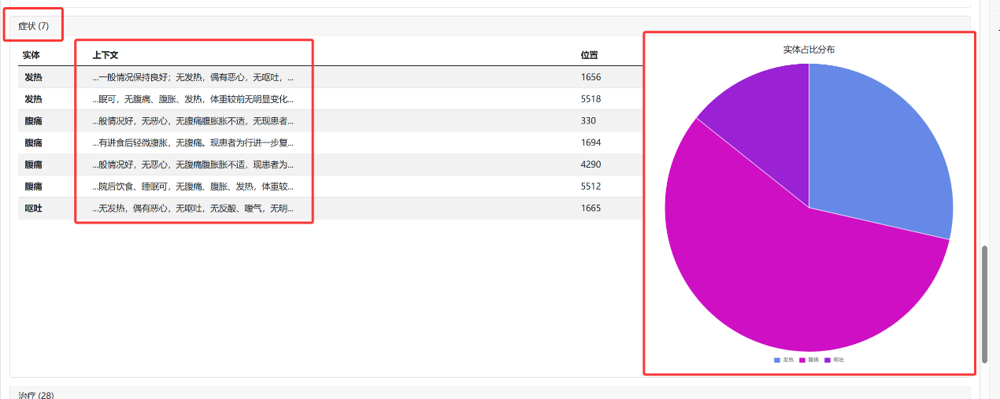 症状 (7)
实体 上下文 位置
发热 ...一般情况保持良好；无发热，偶有恶心，无呕吐，... 1656
发热 ...眠可，无腹痛、腹胀、发热，体重较前无明显变化... 5518
腹痛 ...般情况好，无恶心，无腹痛腹胀胀不适，无现患者... 330
腹痛 ...有进食后轻微腹胀，无腹痛。现患者为行进一步复... 1694
腹痛 ...般情况好，无恶心，无腹痛腹胀胀不适，现患者为... 4290
腹痛 ...院后饮食、睡眠可，无腹痛、腹胀、发热，体重较... 5512
呕吐 ...无发热，偶有恶心，无呕吐，无反酸、嗳气，无明... 1665
实体占比分布
发热 腹痛 呕吐
治疗 (28)